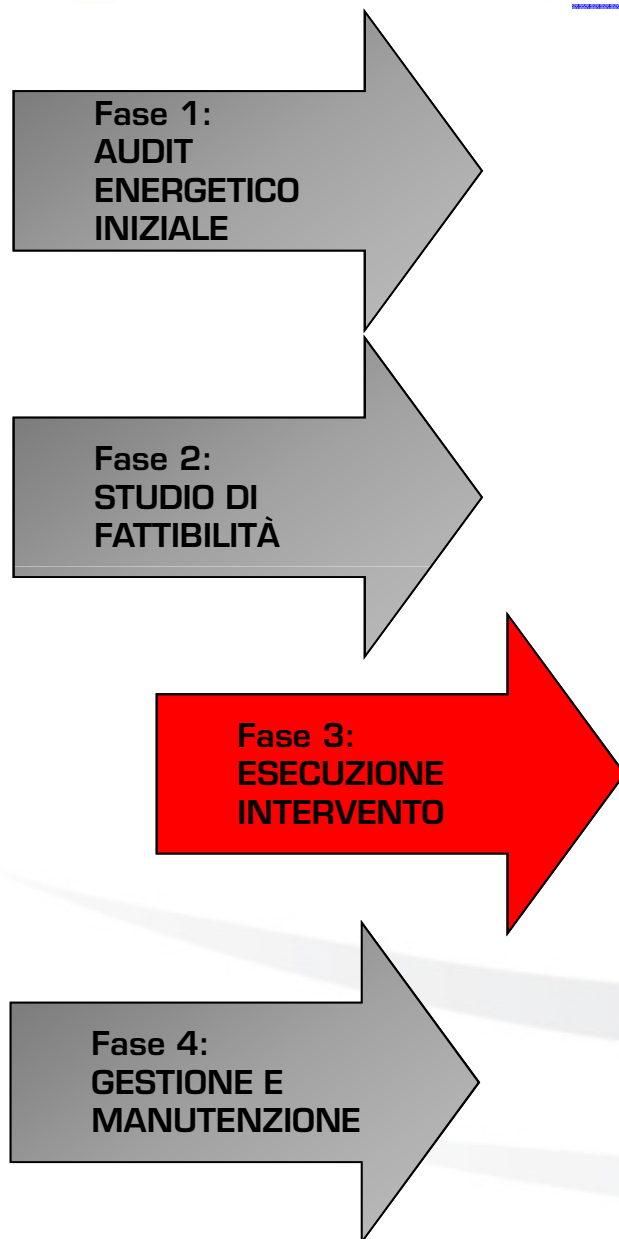 Fase 1:
AUDIT
ENERGETICO
INIZIALE
Fase 2:
STUDIO DI
FATTIBILITÀ
Fase 3:
ESECUZIONE
INTERVENTO
Fase 4:
GESTIONE E
MANUTENZIONE